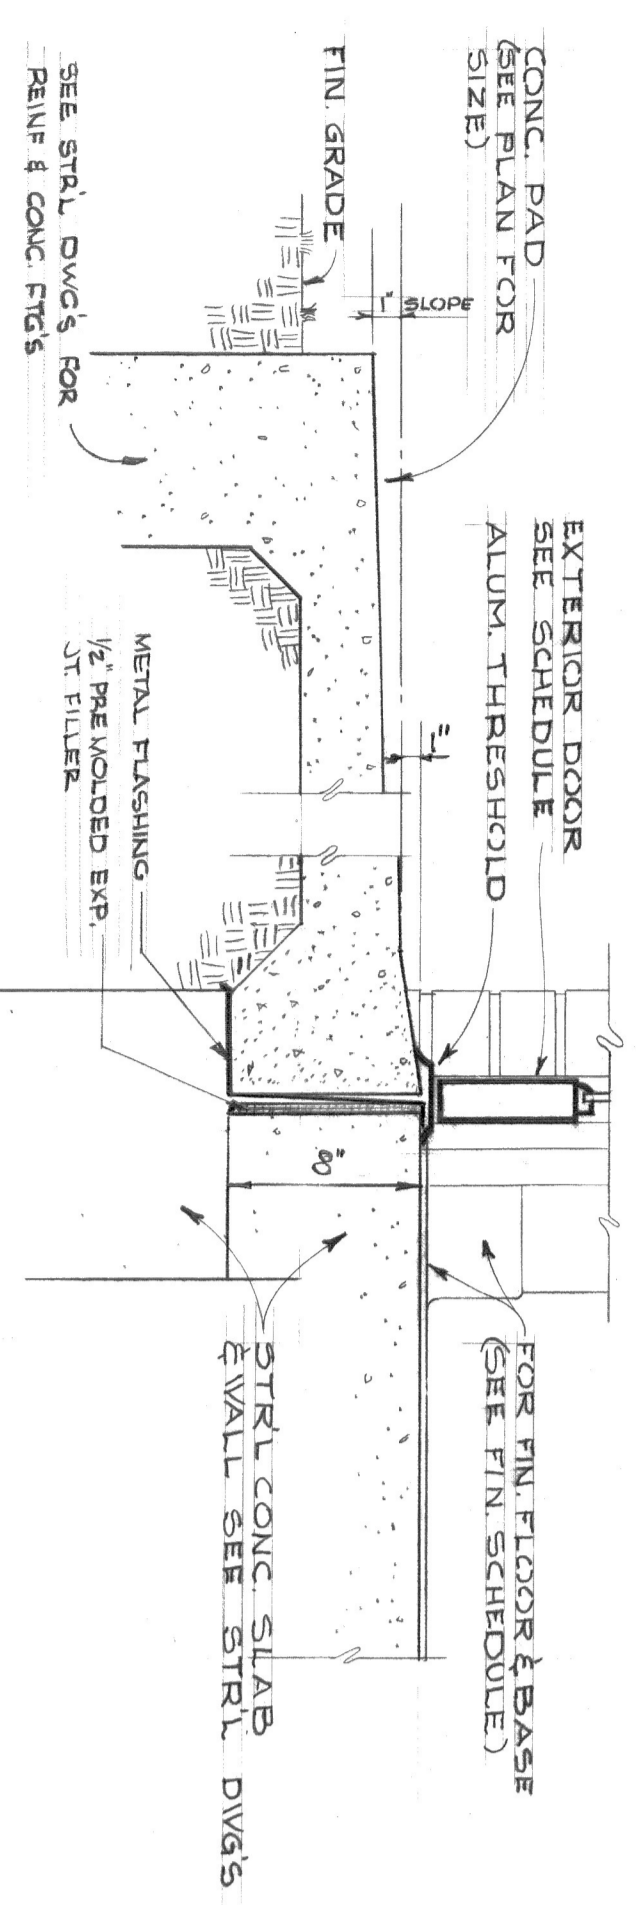 CONC. PAD
(SEE PLAN FOR
SIZE)
FIN. GRADE
1" SLOPE
SEE STR'L DWG'S FOR
REINF & CONC. FTG'S
EXTERIOR DOOR
SEE SCHEDULE
ALUM. THRESHOLD
1"
METAL FLASHING
1/2" PREMOLDED EXP.
JT. FILLER
8"
FOR FIN. FLOOR & BASE
(SEE FIN. SCHEDULE)
STR'L CONC. SLAB
& WALL SEE STR'L DWG'S